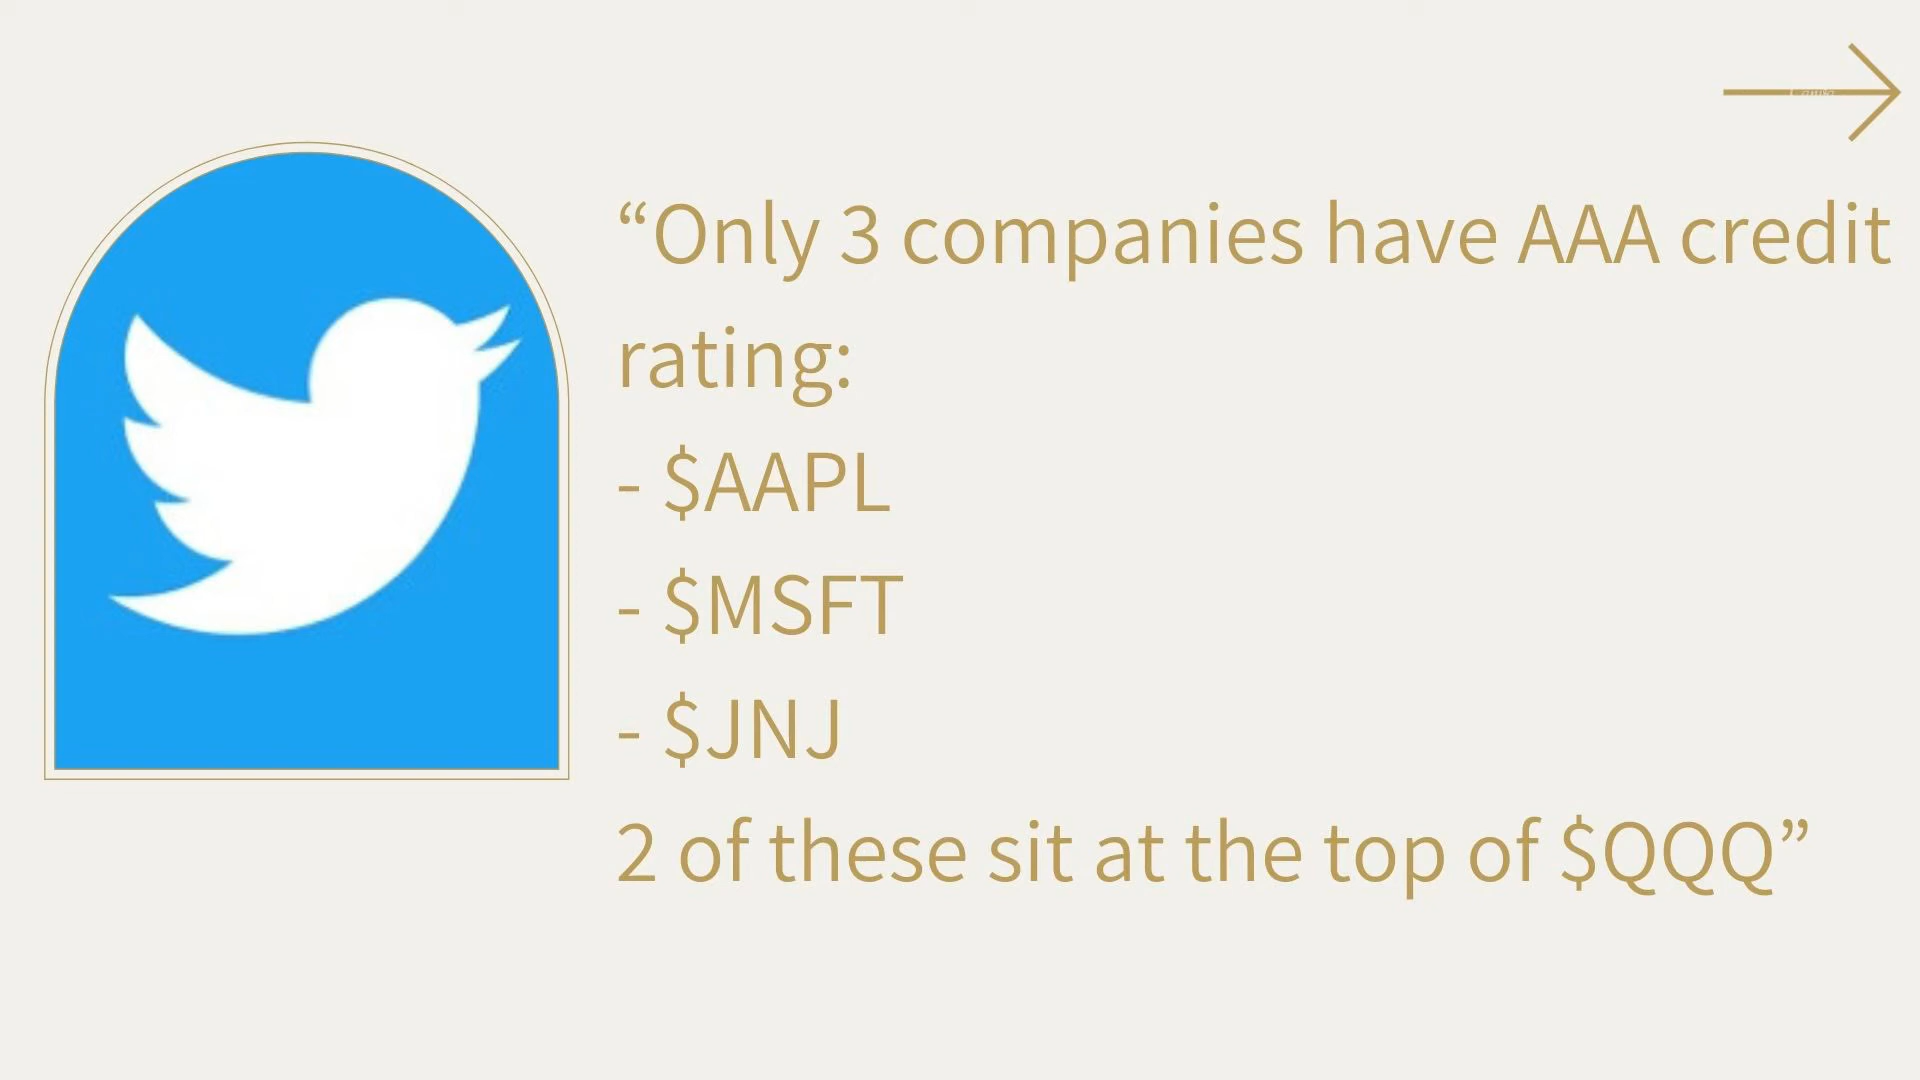 “Only 3 companies have AAA credit
rating:
- $AAPL
- $MSFT
- $JNJ
2 of these sit at the top of $QQQ”